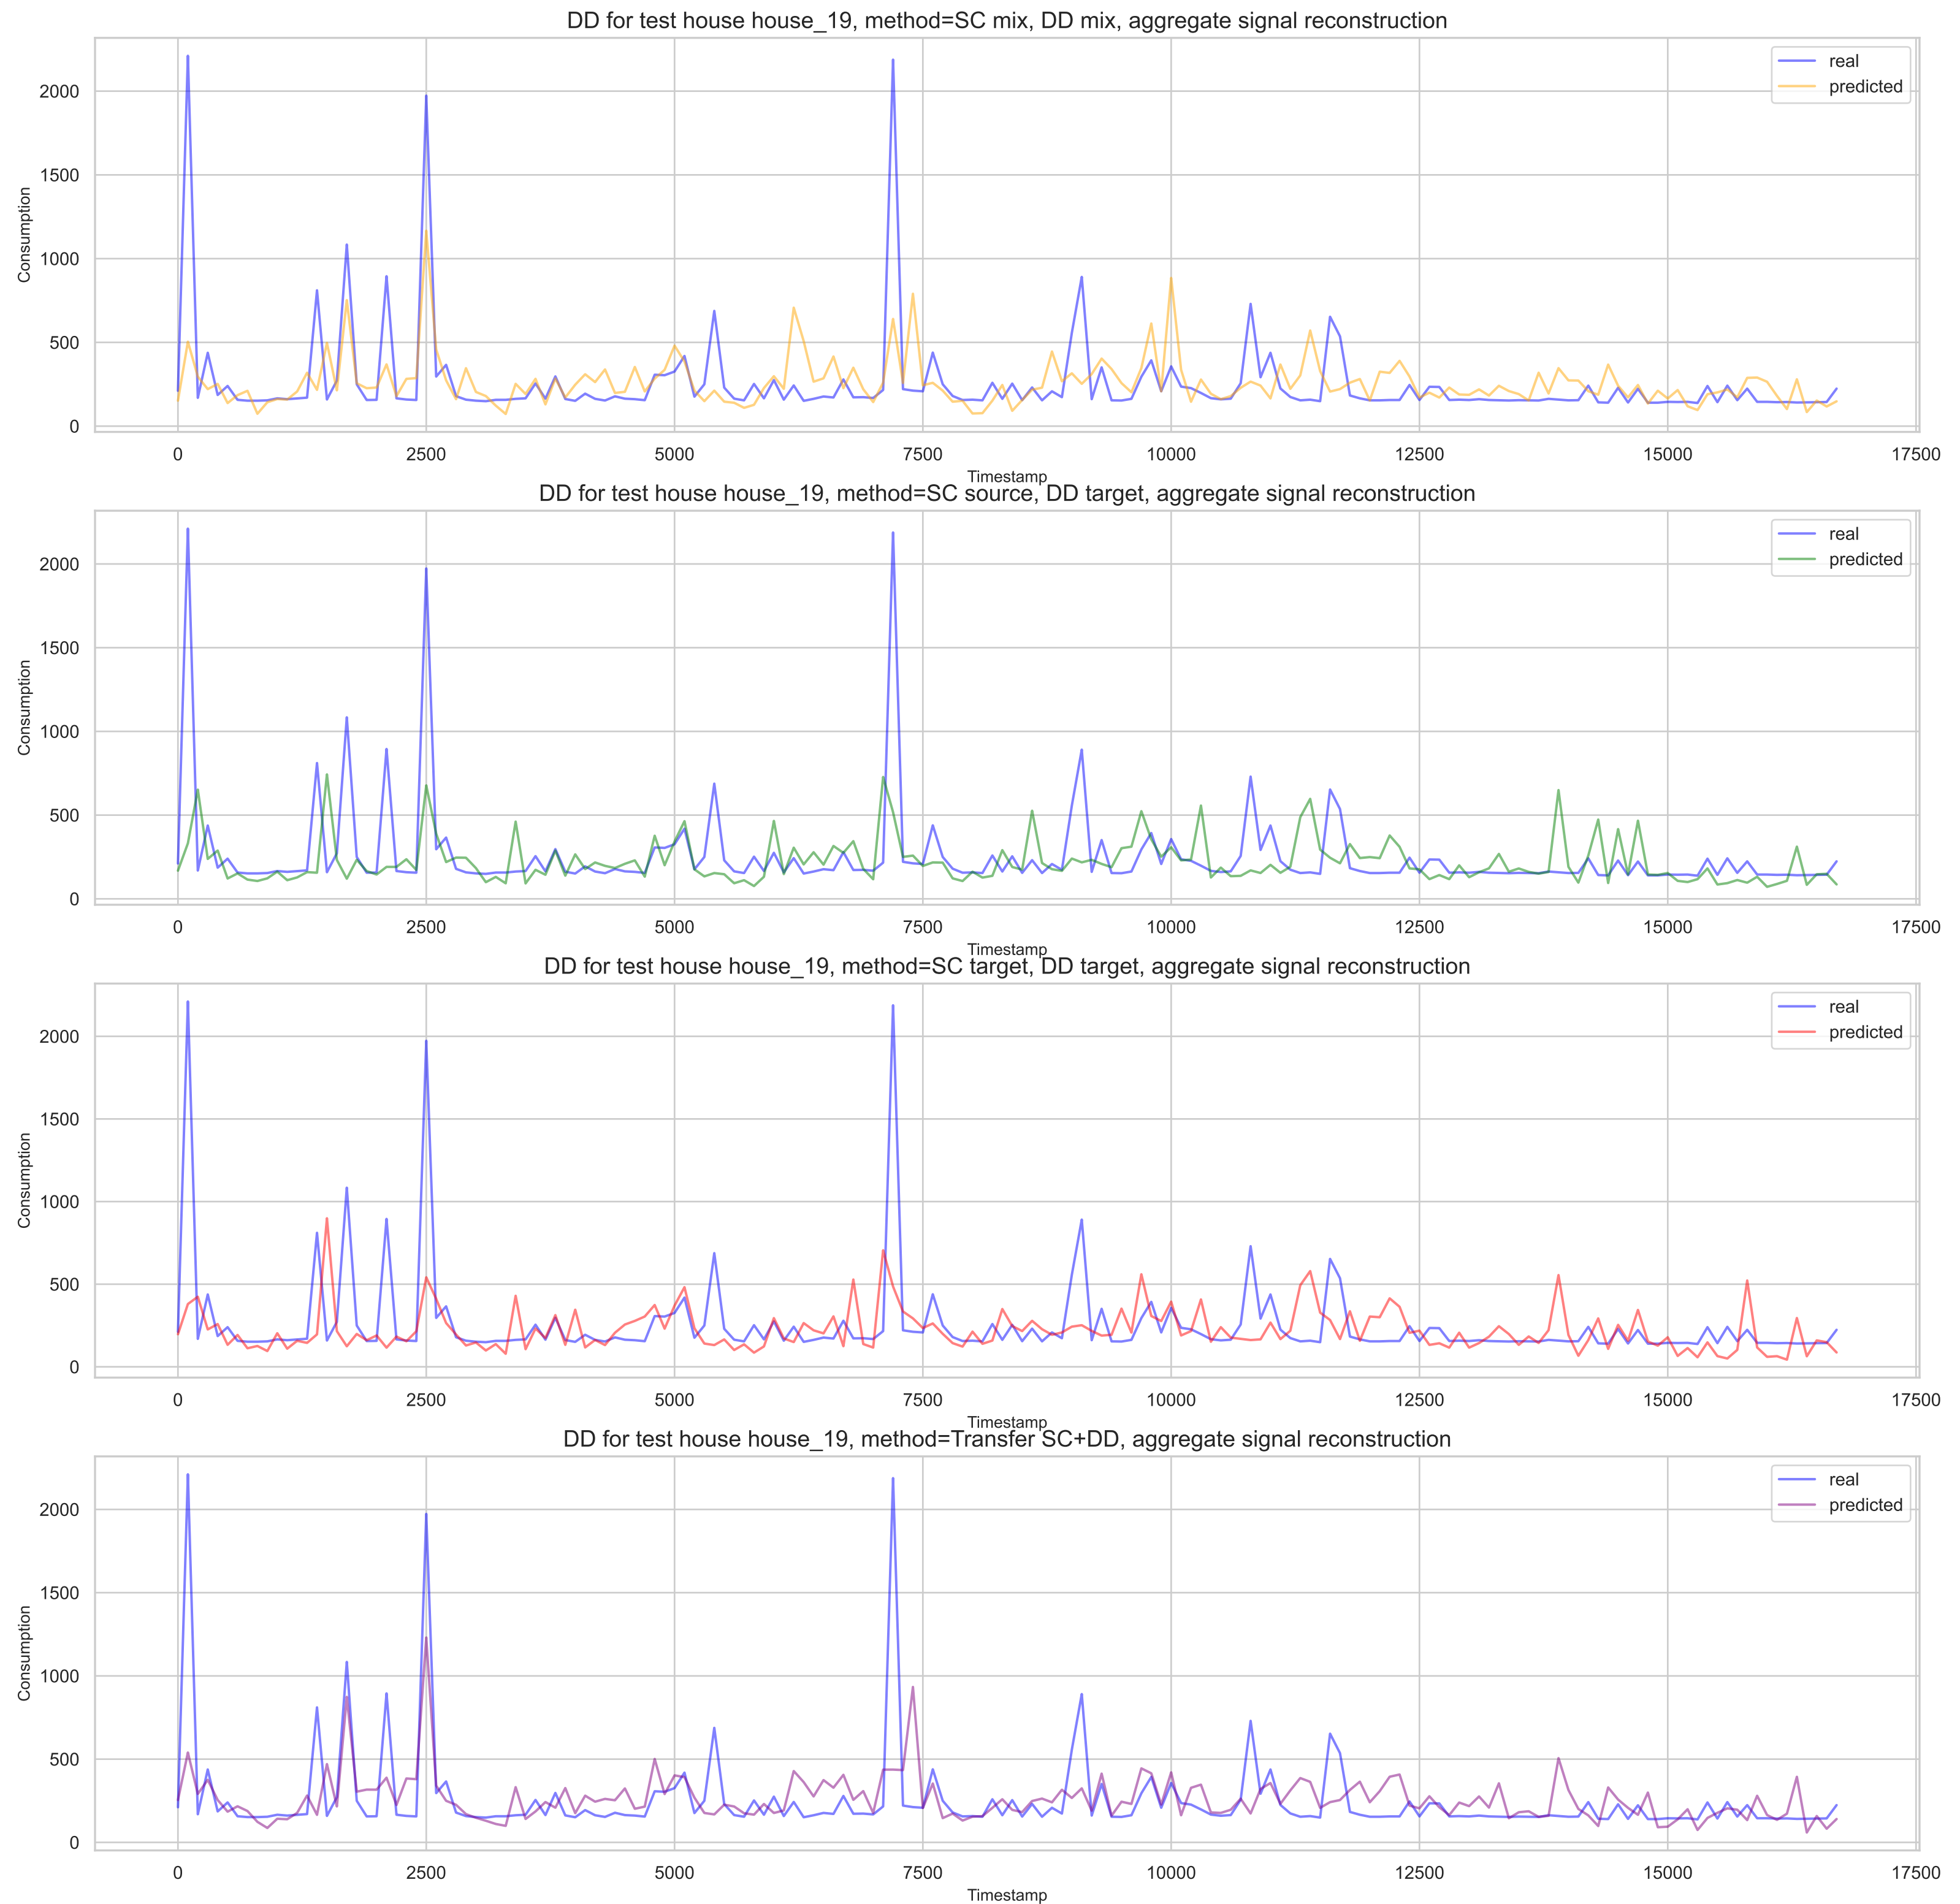 DD for test house house_19, method=SC mix, DD mix, aggregate signal reconstruction
real
predicted
Consumption
2000
1500
1000
500
0
0 2500 5000 7500 10000 12500 15000 17500
Timestamp
DD for test house house_19, method=SC source, DD target, aggregate signal reconstruction
real
predicted
Consumption
2000
1500
1000
500
0
0 2500 5000 7500 10000 12500 15000 17500
Timestamp
DD for test house house_19, method=SC target, DD target, aggregate signal reconstruction
real
predicted
Consumption
2000
1500
1000
500
0
0 2500 5000 7500 10000 12500 15000 17500
Timestamp
DD for test house house_19, method=Transfer SC+DD, aggregate signal reconstruction
real
predicted
Consumption
2000
1500
1000
500
0
0 2500 5000 7500 10000 12500 15000 17500
Timestamp